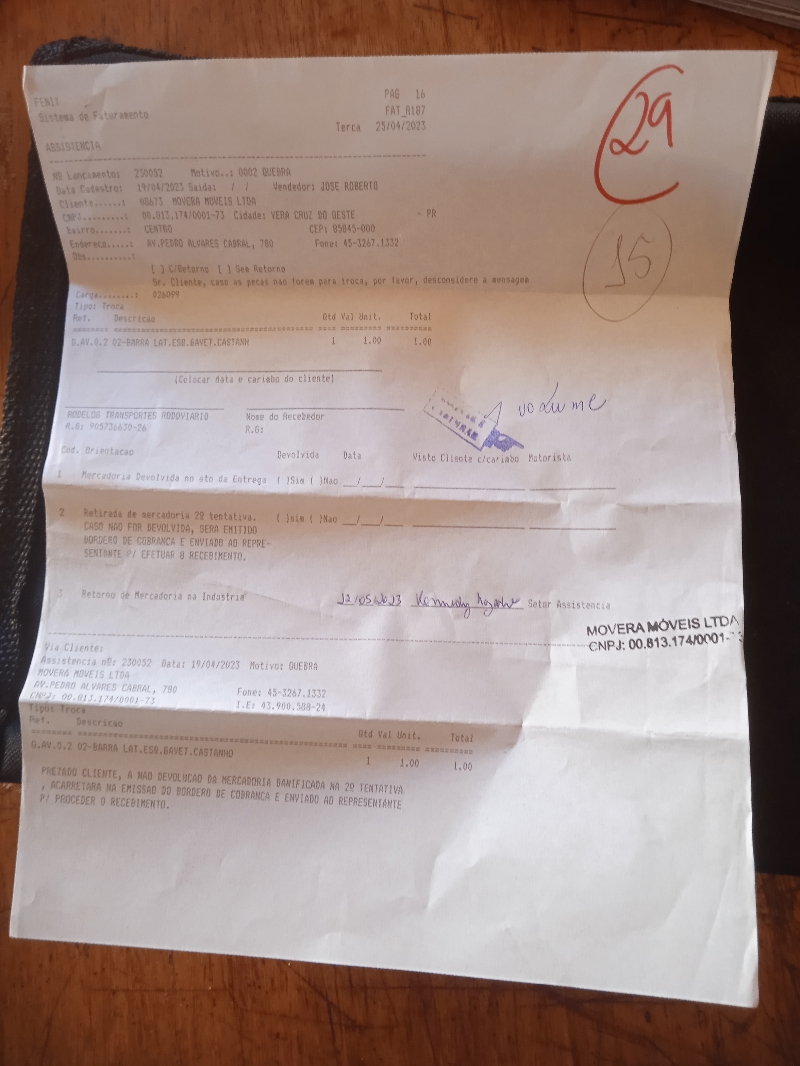 FENIX
Sistema de Faturamento
PAG 16
FAT_R187
Terca 25/04/2023
29
ASSISTENCIA
Nº Lancamento: 230052 Motivo..: 0002 QUEBRA
Data Cadastro: 19/04/2023 Saida: / / Vendedor: JOSE ROBERTO
Cliente......: 08673 MOVERA MOVEIS LTDA
CNPJ.........: 00.813.174/0001-73 Cidade: VERA CRUZ DO OESTE - PR
Bairro.......: CENTRO CEP: 85845-000
Endereco.....: AV.PEDRO ALVARES CABRAL, 780 Fone: 45-3267.1332
Obs..........:
15
[ ] C/Retorno [ ] Sem Retorno
Sr. Cliente, caso as pecas nao forem para troca, por favor, desconsidere a mensagem
Carga........: 026099
Tipo: Troca
Ref. Descricao Qtd Val Unit. Total
G.AV.0.2 02-BARRA LAT.ESQ.GAVET.CASTANH 1 1.00 1.00
(Colocar data e carimbo do cliente)
1 volume
RODELOG TRANSPORTES RODOVIARIO Nome do Recebedor
R.G: 905736630-36 R.G:
Cod. Orientacao Devolvida Data Visto Cliente c/carimbo Motorista
1 Mercadoria Devolvida no ato da Entrega ( )Sim ( )Nao __/__/__
2 Retirada de mercadoria 2º tentativa. ( )sim ( )Nao __/__/__
CASO NAO FOR DEVOLVIDA, SERA EMITIDO
BORDERO DE COBRANCA E ENVIADO AO REPRE-
SENTANTE P/ EFETUAR O RECEBIMENTO.
3 Retorno de Mercadoria na Industria 12/05/2023 Kennedy Setor Assistencia
MOVERA MÓVEIS LTDA
CNPJ: 00.813.174/0001-73
Via Cliente:
Assistencia nº: 230052 Data: 19/04/2023 Motivo: QUEBRA
MOVERA MOVEIS LTDA
AV.PEDRO ALVARES CABRAL, 780 Fone: 45-3267.1332
CNPJ: 00.813.174/0001-73 I.E: 43.900.588-24
Tipo: Troca
Ref. Descricao Qtd Val Unit. Total
G.AV.0.2 02-BARRA LAT.ESQ.GAVET.CASTANHO 1 1.00 1.00
PREZADO CLIENTE, A NAO DEVOLUCAO DA MERCADORIA DANIFICADA NA 2º TENTATIVA
, ACARRETARA NA EMISSAO DO BORDERO DE COBRANCA E ENVIADO AO REPRESENTANTE
P/ PROCEDER O RECEBIMENTO.